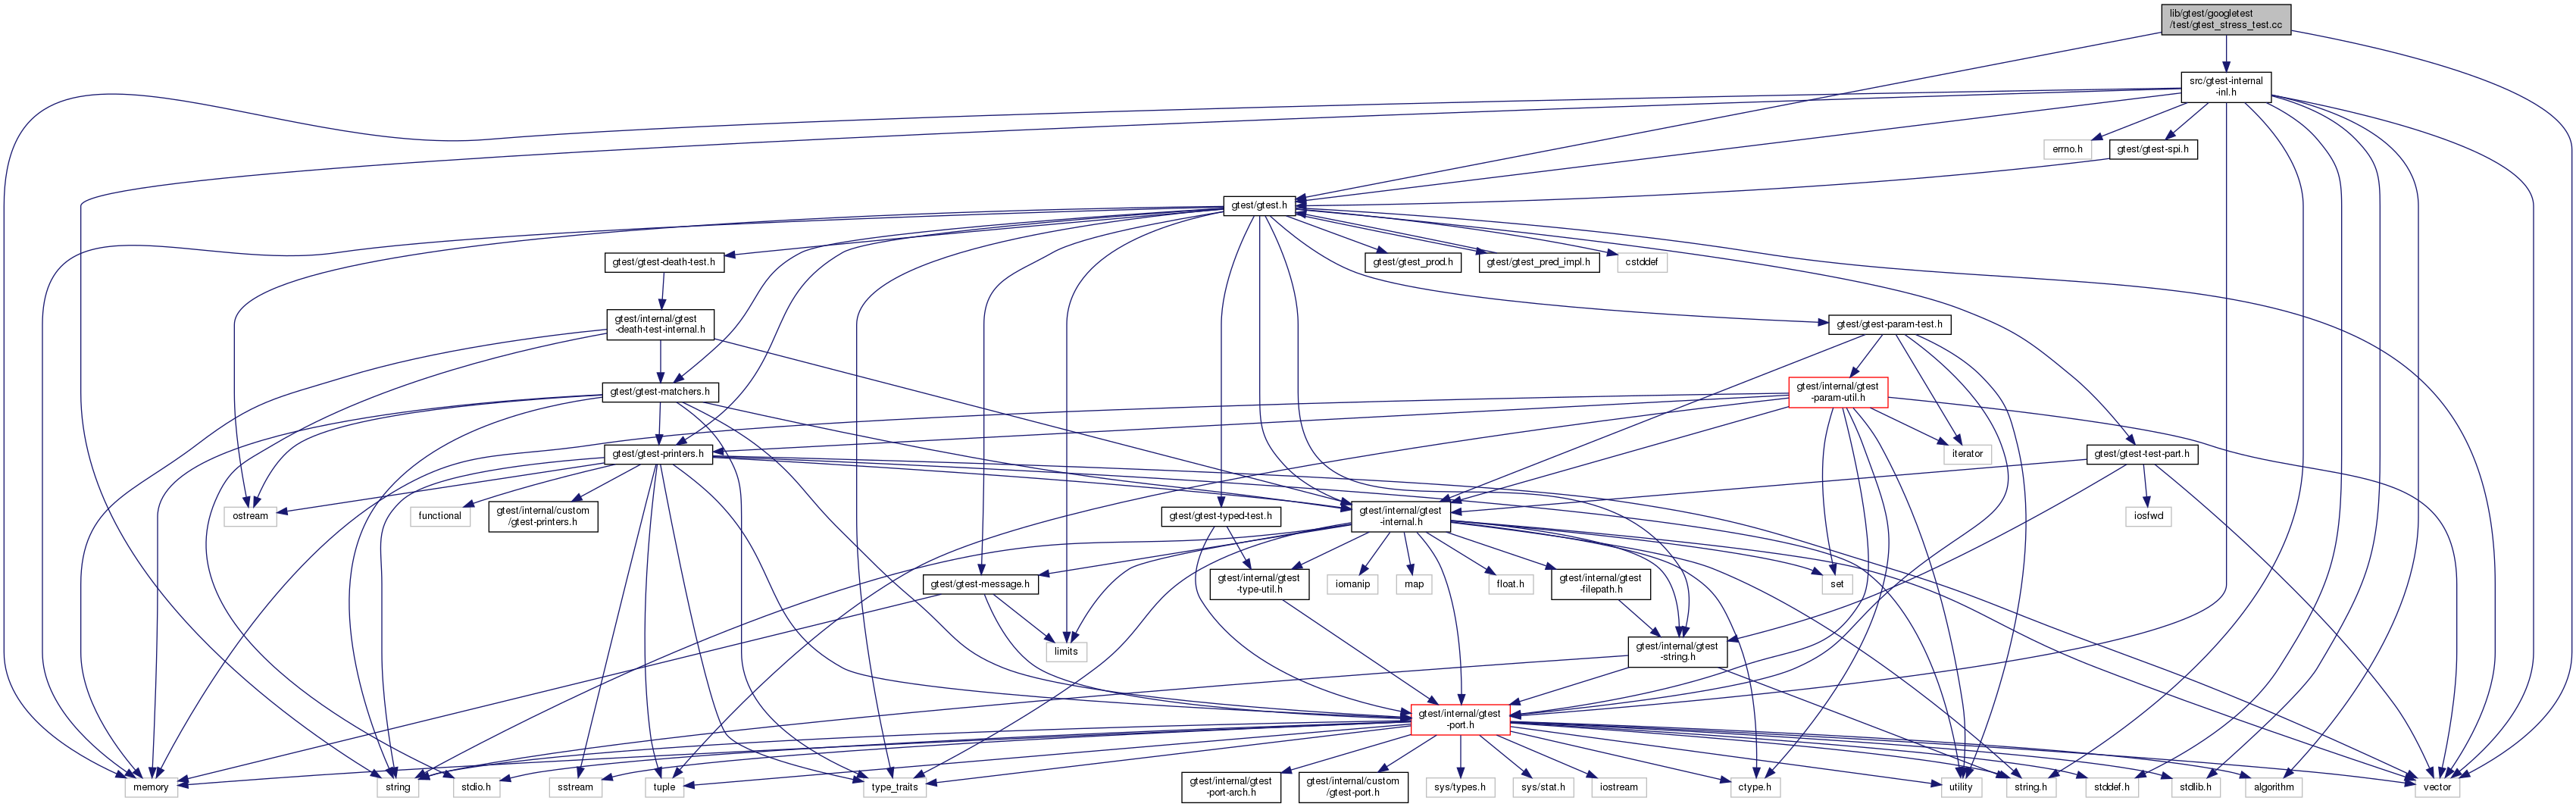 lib/gtest/googletest
/test/gtest_stress_test.cc
src/gtest-internal
-inl.h
errno.h
gtest/gtest-spi.h
gtest/gtest.h
gtest/gtest-death-test.h
gtest/gtest_prod.h
gtest/gtest_pred_impl.h
cstddef
gtest/internal/gtest
-death-test-internal.h
gtest/gtest-param-test.h
gtest/gtest-matchers.h
gtest/internal/gtest
-param-util.h
gtest/gtest-printers.h
iterator
gtest/gtest-test-part.h
ostream
functional
gtest/internal/custom
/gtest-printers.h
gtest/gtest-typed-test.h
gtest/internal/gtest
-internal.h
iosfwd
gtest/gtest-message.h
gtest/internal/gtest
-type-util.h
iomanip
map
float.h
gtest/internal/gtest
-filepath.h
set
limits
gtest/internal/gtest
-string.h
gtest/internal/gtest
-port.h
memory
string
stdio.h
sstream
tuple
type_traits
gtest/internal/gtest
-port-arch.h
gtest/internal/custom
/gtest-port.h
sys/types.h
sys/stat.h
iostream
ctype.h
utility
string.h
stddef.h
stdlib.h
algorithm
vector